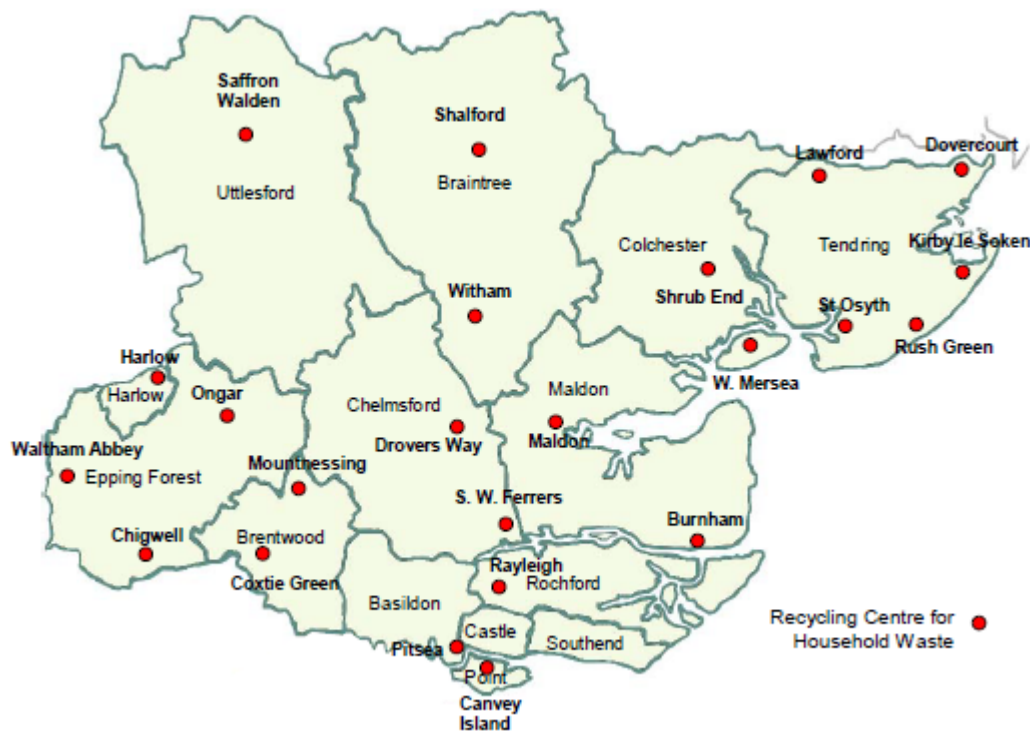 Saffron
Walden
Shalford
Dovercourt
Lawford
Uttlesford
Braintree
Colchester
Tendring
Kirby le Soken
Witham
Shrub End
St Osyth
Rush Green
Harlow
Harlow
Ongar
W. Mersea
Maldon
Chelmsford
Waltham Abbey
Drovers Way
Maldon
Mountnessing
Epping Forest
S. W. Ferrers
Burnham
Chigwell
Brentwood
Rayleigh
Coxtie Green
Rochford
Basildon
Recycling Centre for
Household Waste
Castle
Southend
Pitsea
Point
Canvey
Island